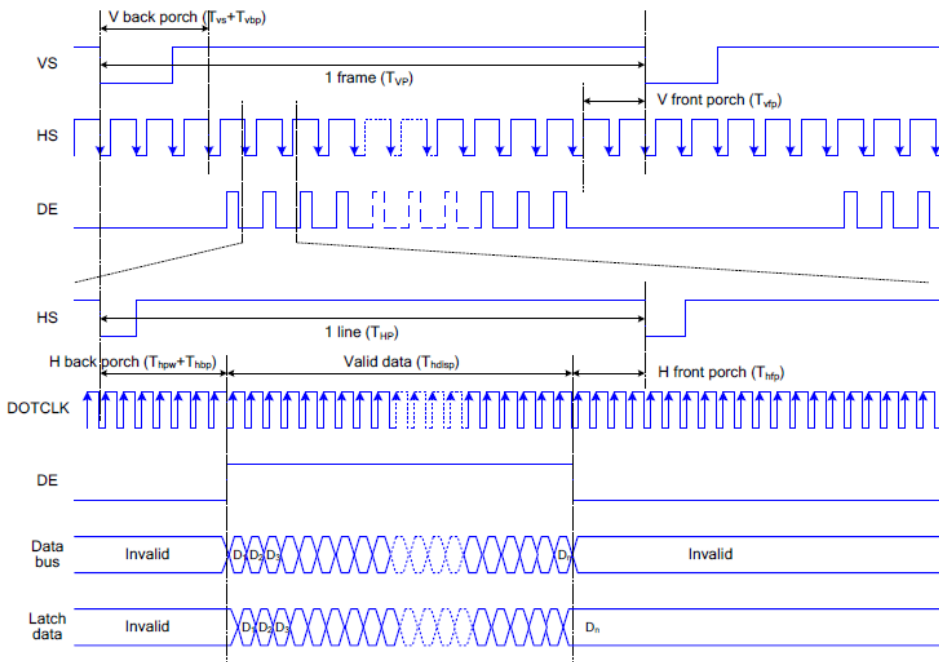 V back porch (Tvs+Tvbp)
VS
1 frame (TVP)
V front porch (Tvfp)
HS
DE
HS
1 line (THP)
H back porch (Thpw+Thbp)
Valid data (Thdisp)
H front porch (Thfp)
DOTCLK
DE
Data
bus
Invalid
D1
D2
D3
Dn
Invalid
Latch
data
Invalid
D1
D2
D3
Dn